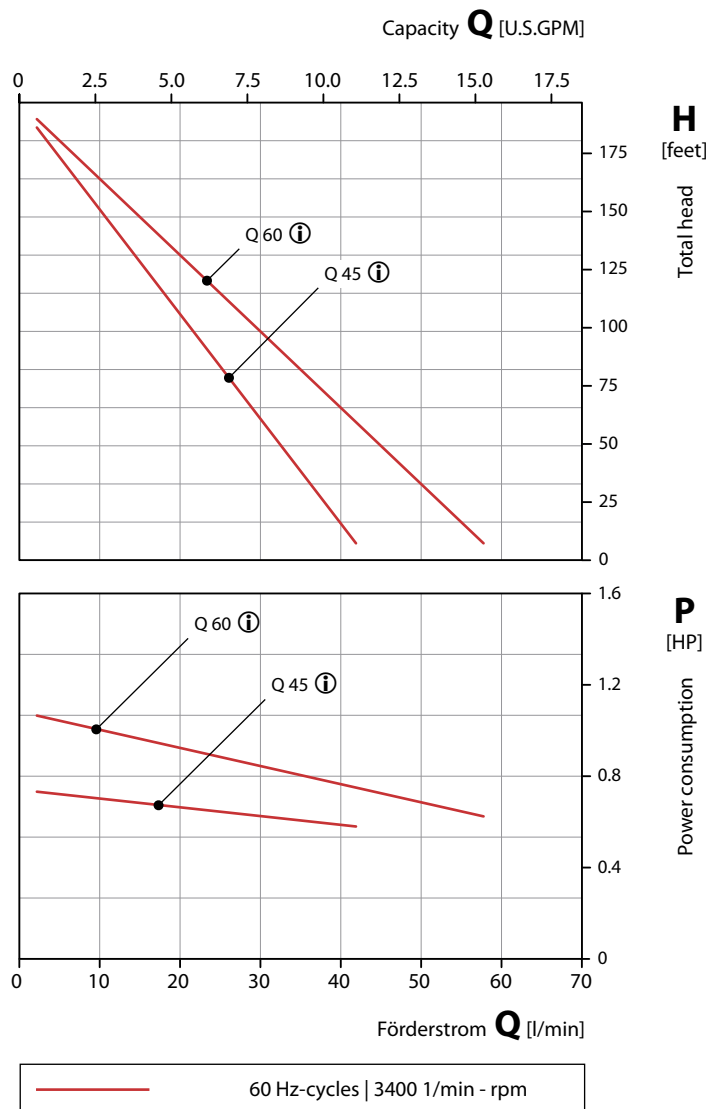 Capacity Q [U.S.GPM]
0 2.5 5.0 7.5 10.0 12.5 15.0 17.5
H
[feet]
Total head
175
150
125
100
75
50
25
0
Q 60 ⓘ
Q 45 ⓘ
1.6
P
[HP]
Power consumption
1.2
0.8
0.4
0
Q 60 ⓘ
Q 45 ⓘ
0 10 20 30 40 50 60 70
Förderstrom Q [l/min]
60 Hz-cycles | 3400 1/min - rpm